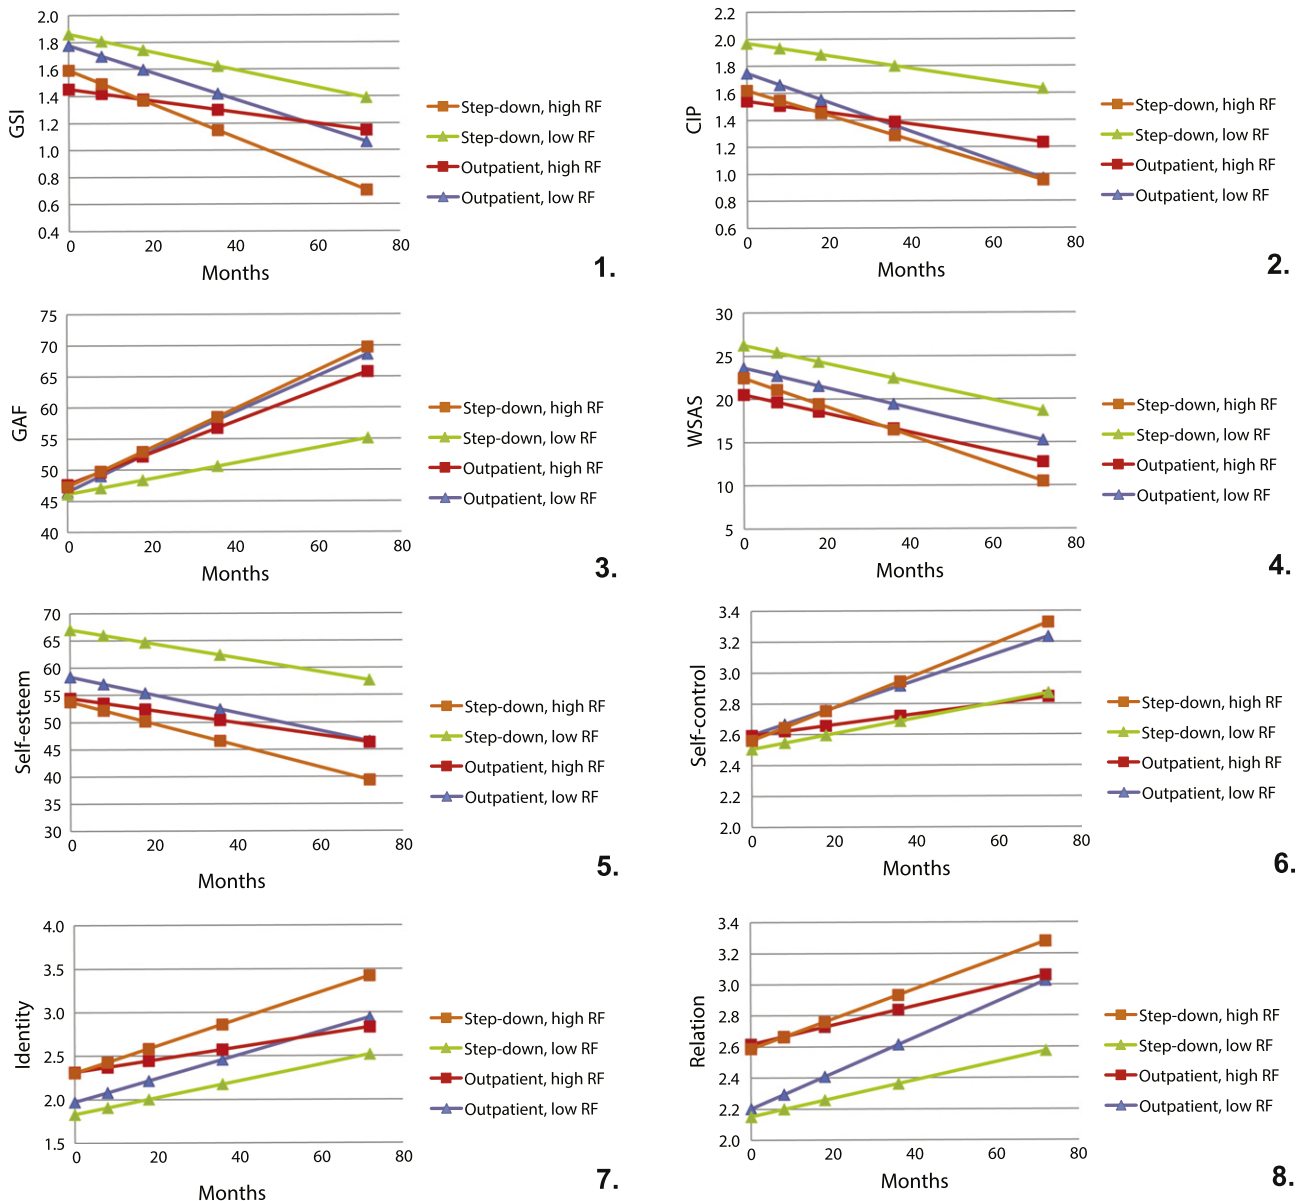 2.0
1.8
1.6
1.4
1.2
1.0
0.8
0.6
0.4
GSI
0 20 40 60 80
Months
Step-down, high RF
Step-down, low RF
Outpatient, high RF
Outpatient, low RF
1.
2.2
2.0
1.8
1.6
1.4
1.2
1.0
0.8
0.6
CIP
0 20 40 60 80
Months
Step-down, high RF
Step-down, low RF
Outpatient, high RF
Outpatient, low RF
2.
75
70
65
60
55
50
45
40
GAF
0 20 40 60 80
Months
Step-down, high RF
Step-down, low RF
Outpatient, high RF
Outpatient, low RF
3.
30
25
20
15
10
5
WSAS
0 20 40 60 80
Months
Step-down, high RF
Step-down, low RF
Outpatient, high RF
Outpatient, low RF
4.
70
65
60
55
50
45
40
35
30
Self-esteem
0 20 40 60 80
Months
Step-down, high RF
Step-down, low RF
Outpatient, high RF
Outpatient, low RF
5.
3.4
3.2
3.0
2.8
2.6
2.4
2.2
2.0
Self-control
0 20 40 60 80
Months
Step-down, high RF
Step-down, low RF
Outpatient, high RF
Outpatient, low RF
6.
4.0
3.5
3.0
2.5
2.0
1.5
Identity
0 20 40 60 80
Months
Step-down, high RF
Step-down, low RF
Outpatient, high RF
Outpatient, low RF
7.
3.4
3.2
3.0
2.8
2.6
2.4
2.2
2.0
Relation
0 20 40 60 80
Months
Step-down, high RF
Step-down, low RF
Outpatient, high RF
Outpatient, low RF
8.